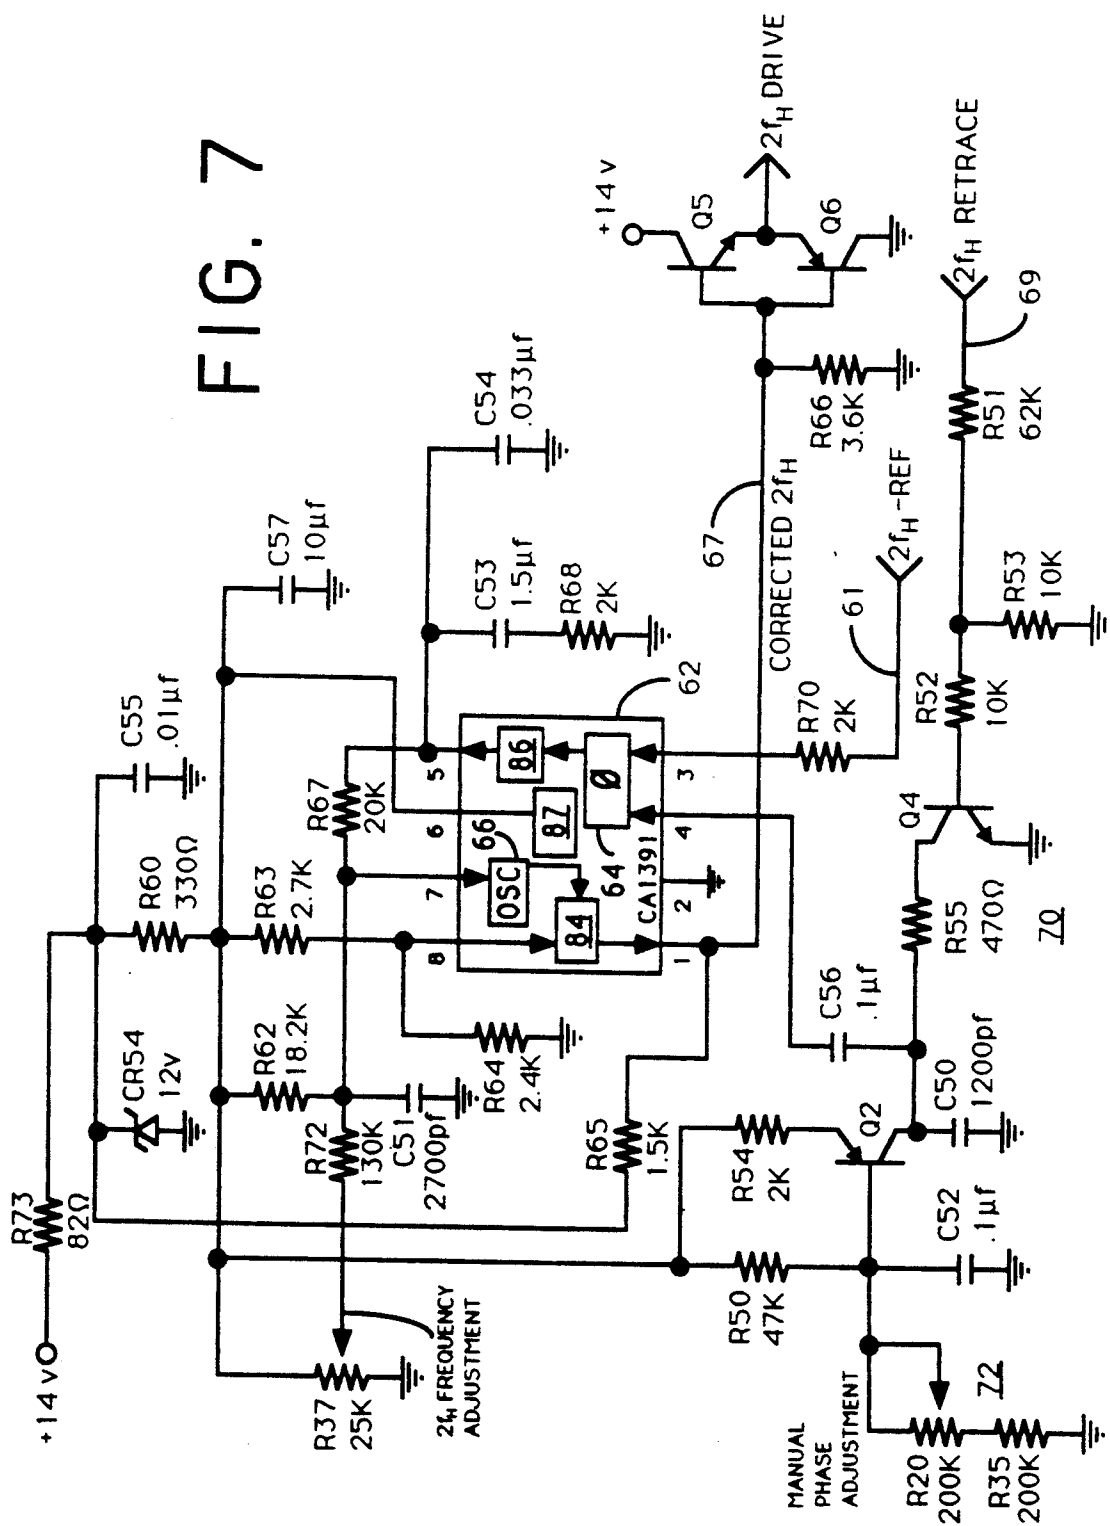 FIG. 7
+14 v
R73
82Ω
CR54
12v
C55
.01µf
R60
330Ω
C57
10µf
R62
18.2K
R63
2.7K
R37
25K
2fH FREQUENCY
ADJUSTMENT
R72
130K
C51
2700pf
R64
2.4K
R67
20K
C53
1.5µf
R68
2K
C54
.033µf
8
7
6
5
OSC
66
84
87
86
Ø
64
CA1391
62
1
2
4
3
R65
1.5K
67
CORRECTED 2fH
R66
3.6K
+14 v
Q5
Q6
2fH DRIVE
R70
2K
61
2fH-REF
MANUAL
PHASE
ADJUSTMENT
R50
47K
R54
2K
Q2
C56
.1µf
R20
200K
72
R35
200K
C52
.1µf
C50
1200pf
R55
470Ω
70
Q4
R52
10K
R53
10K
R51
62K
69
2fH RETRACE